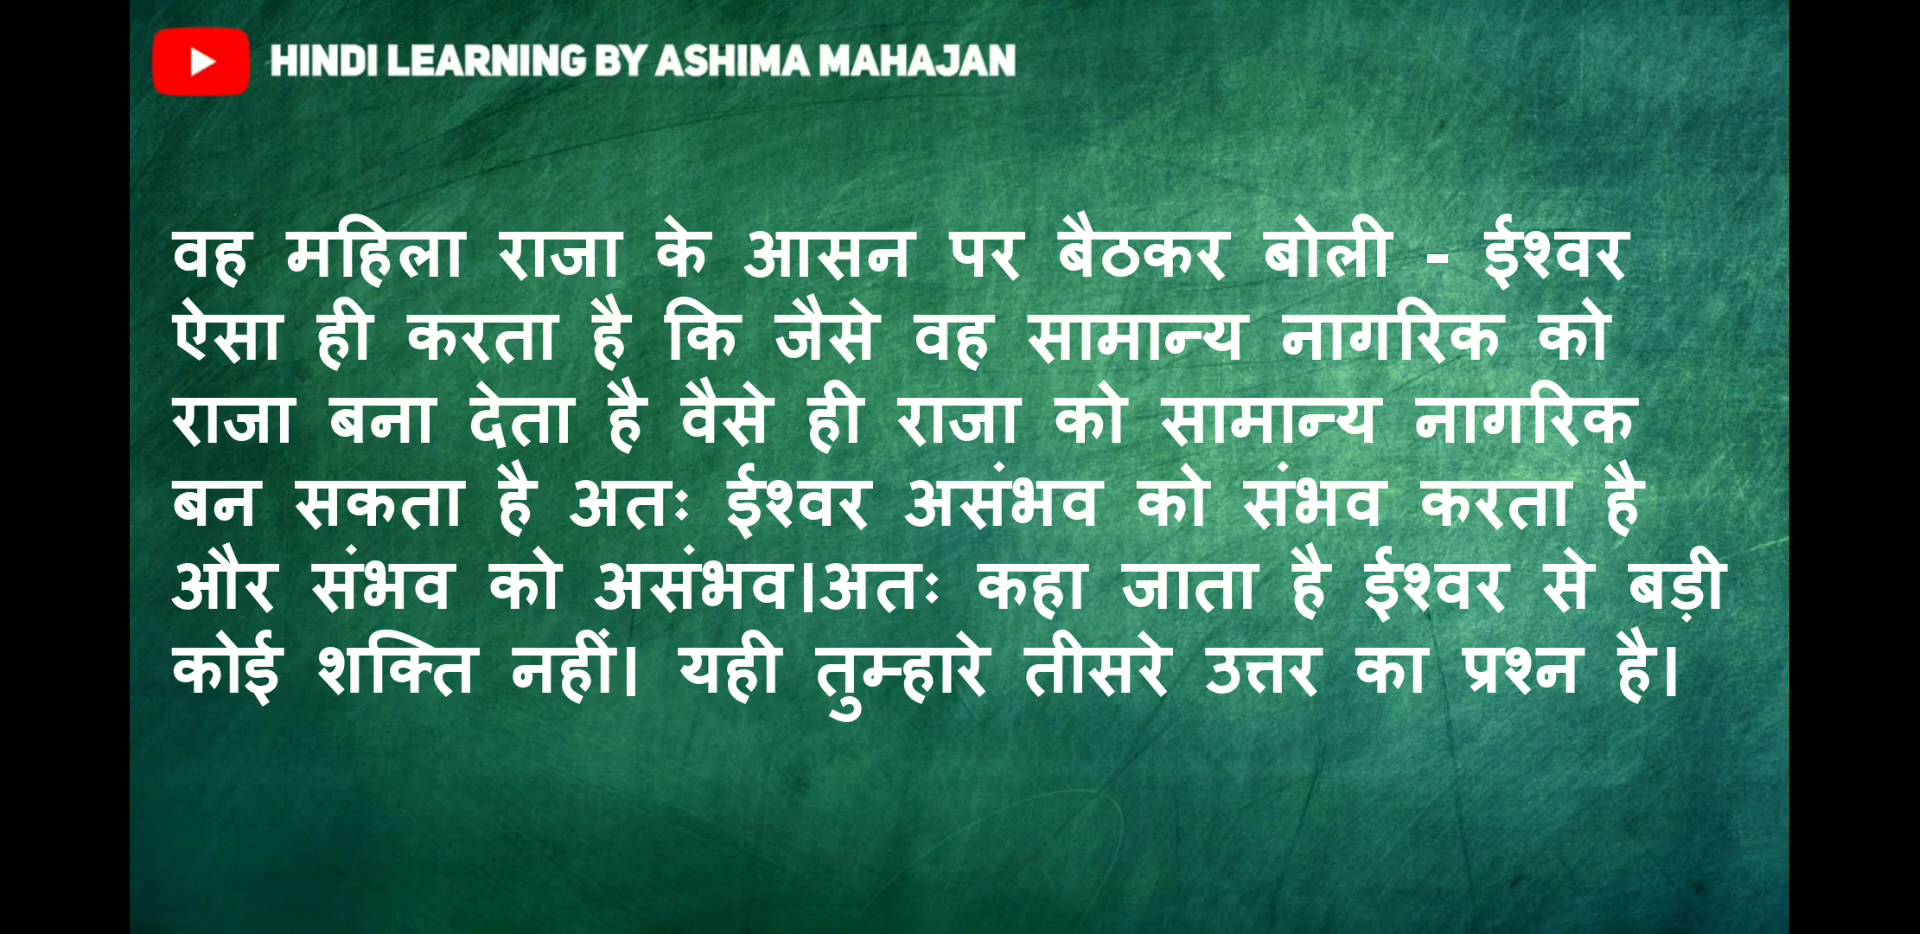 HINDI LEARNING BY ASHIMA MAHAJAN
वह महिला राजा के आसन पर बैठकर बोली - ईश्वर
ऐसा ही करता है कि जैसे वह सामान्य नागरिक को
राजा बना देता है वैसे ही राजा को सामान्य नागरिक
बन सकता है अतः ईश्वर असंभव को संभव करता है
और संभव को असंभव।अतः कहा जाता है ईश्वर से बड़ी
कोई शक्ति नहीं। यही तुम्हारे तीसरे उत्तर का प्रश्न है।